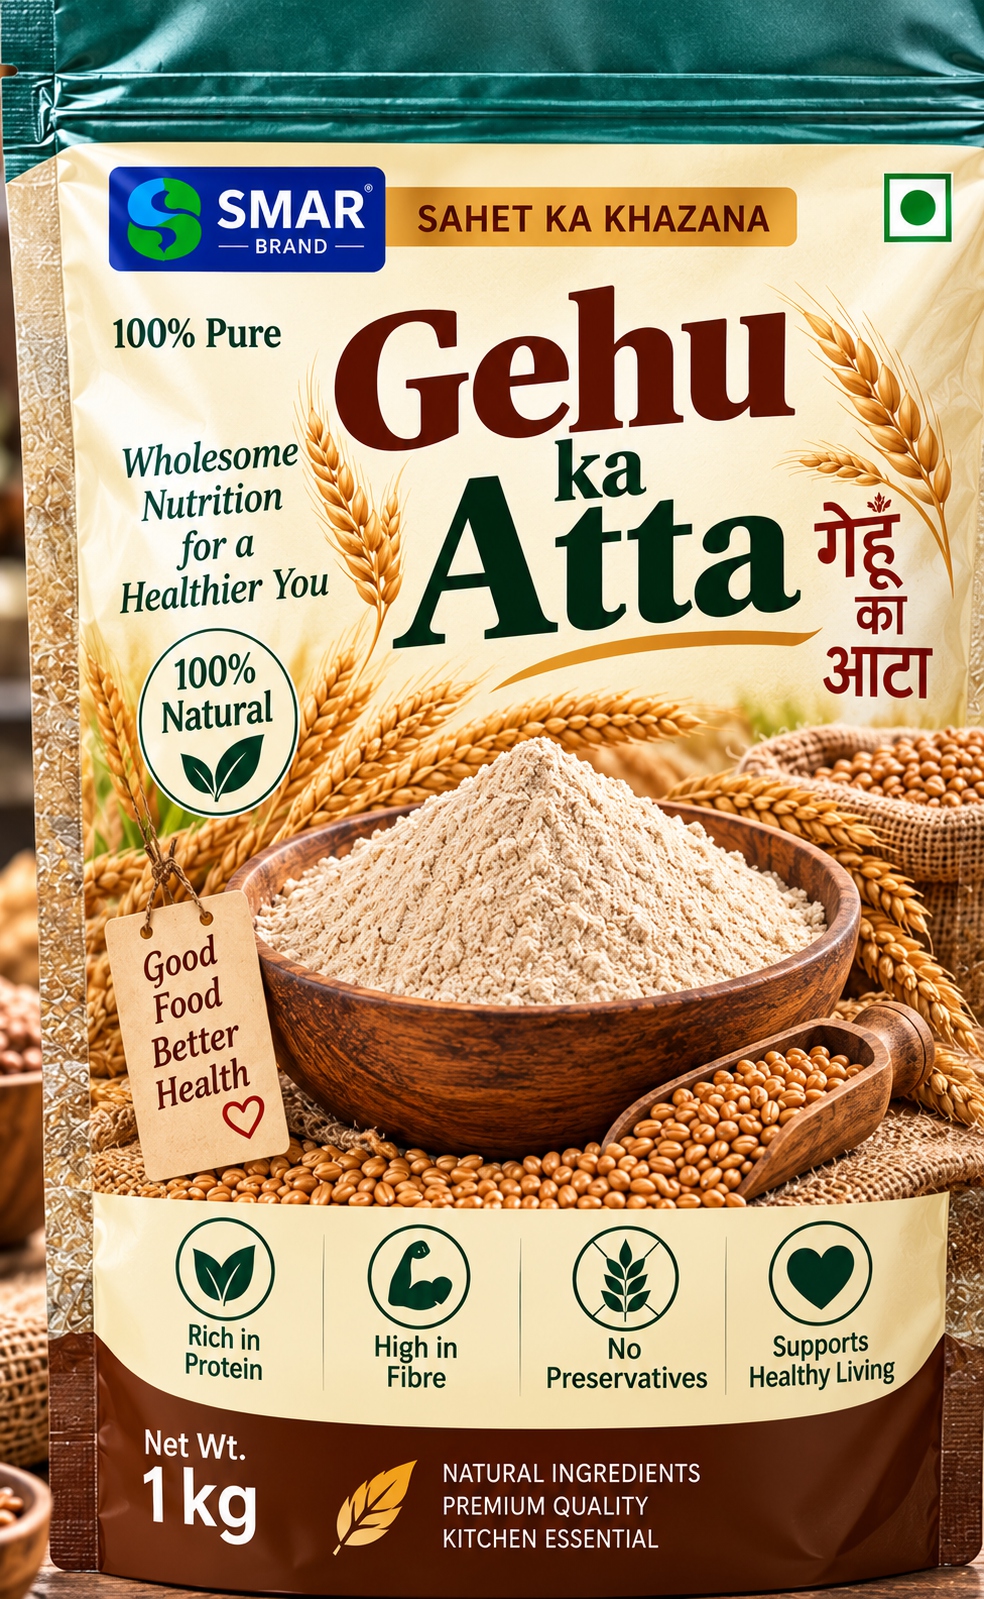 SMAR®
BRAND
SAHET KA KHAZANA
100% Pure
Gehu
ka
Atta
Wholesome
Nutrition
for a
Healthier You
गेहूँ
का
आटा
100%
Natural
Good
Food
Better
Health
Rich in
Protein
High in
Fibre
No
Preservatives
Supports
Healthy Living
Net Wt.
1 kg
NATURAL INGREDIENTS
PREMIUM QUALITY
KITCHEN ESSENTIAL